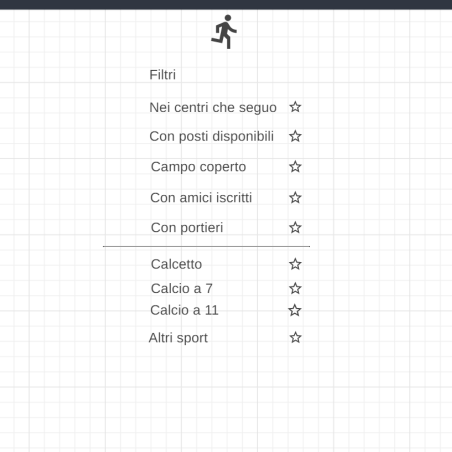 Filtri
Nei centri che seguo
Con posti disponibili
Campo coperto
Con amici iscritti
Con portieri
Calcetto
Calcio a 7
Calcio a 11
Altri sport